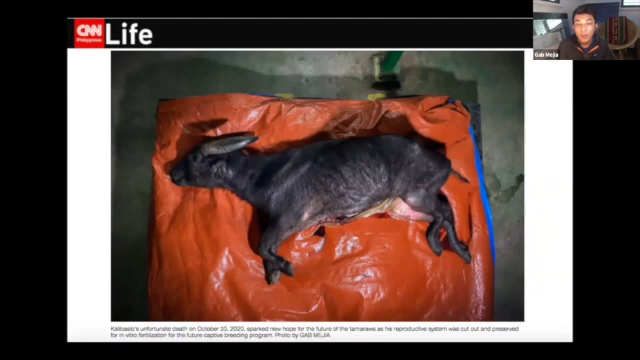 CNN Life
Philippines
Gab Mejia
Kalibasib's unfortunate death on October 10, 2020, sparked new hope for the future of the tamaraws as his reproductive system was cut out and preserved
for in vitro fertilization for the future captive breeding program. Photo by GAB MEJIA